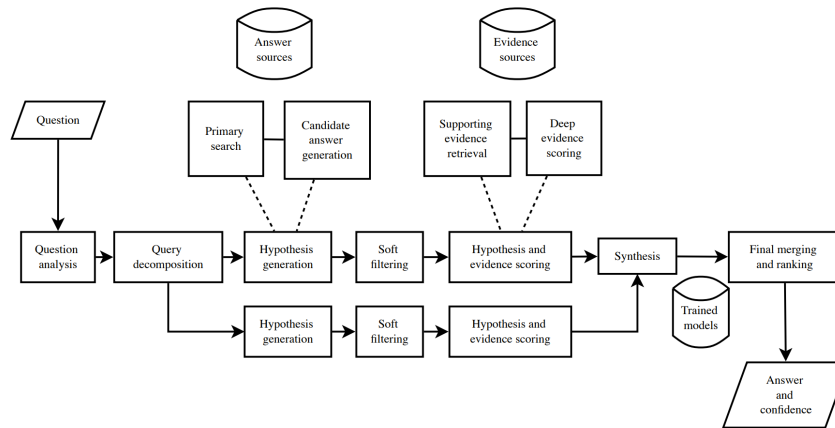 Answer
sources
Evidence
sources
Question
Primary
search
Candidate
answer
generation
Supporting
evidence
retrieval
Deep
evidence
scoring
Question
analysis
Query
decomposition
Hypothesis
generation
Soft
filtering
Hypothesis and
evidence scoring
Synthesis
Final merging
and ranking
Hypothesis
generation
Soft
filtering
Hypothesis and
evidence scoring
Trained
models
Answer
and
confidence